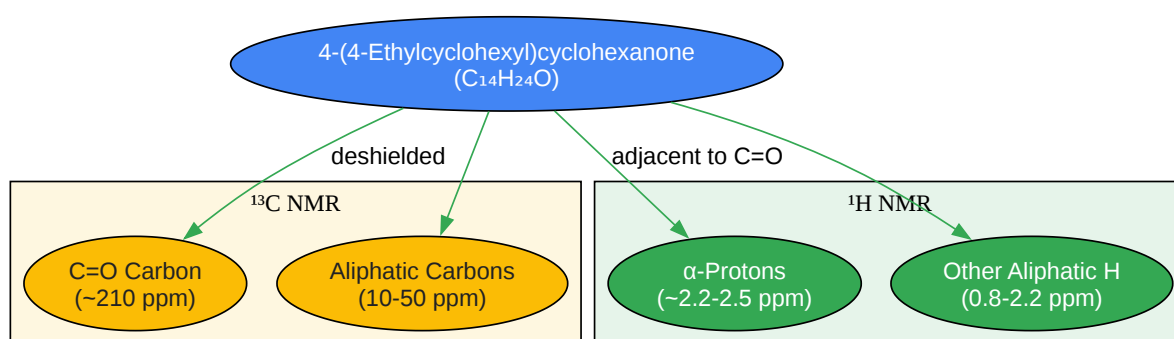 4-(4-Ethylcyclohexyl)cyclohexanone
(C₁₄H₂₄O)
deshielded
adjacent to C=O
¹³C NMR
¹H NMR
C=O Carbon
(~210 ppm)
Aliphatic Carbons
(10-50 ppm)
α-Protons
(~2.2-2.5 ppm)
Other Aliphatic H
(0.8-2.2 ppm)